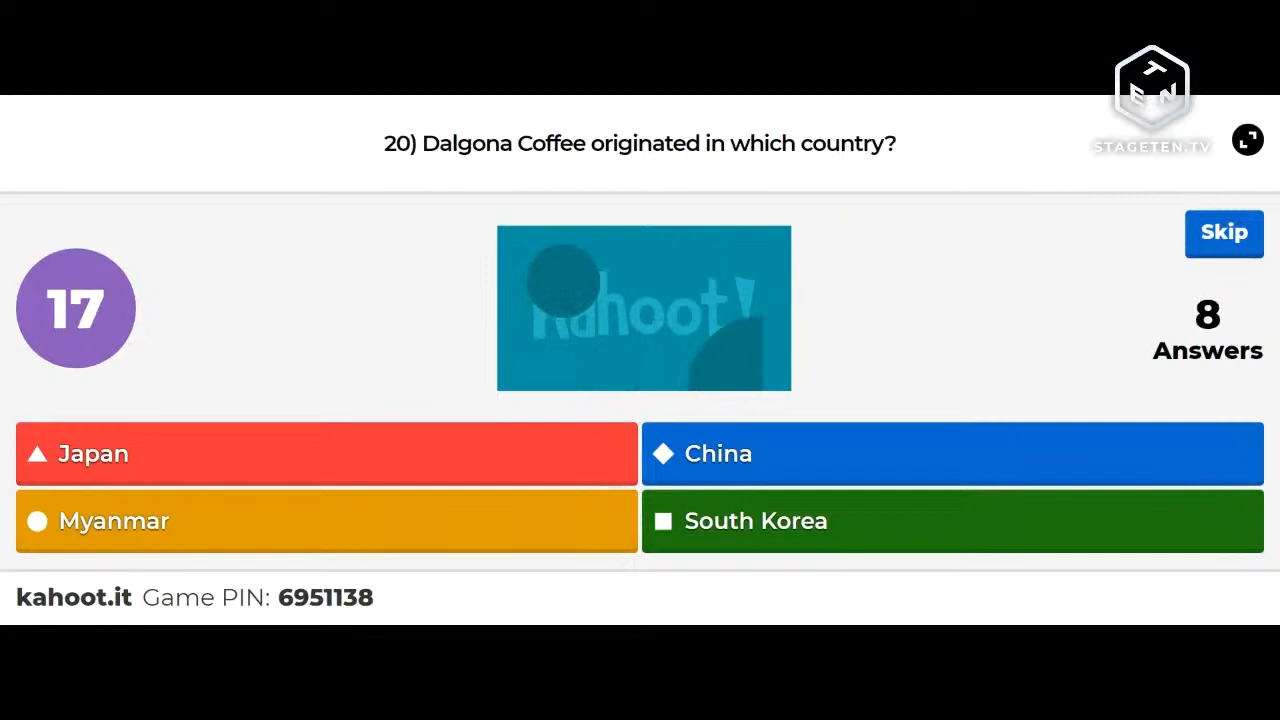 TEN
STAGETEN.TV
20) Dalgona Coffee originated in which country?
Skip
17
Kahoot!
8
Answers
Japan
China
Myanmar
South Korea
kahoot.it Game PIN: 6951138